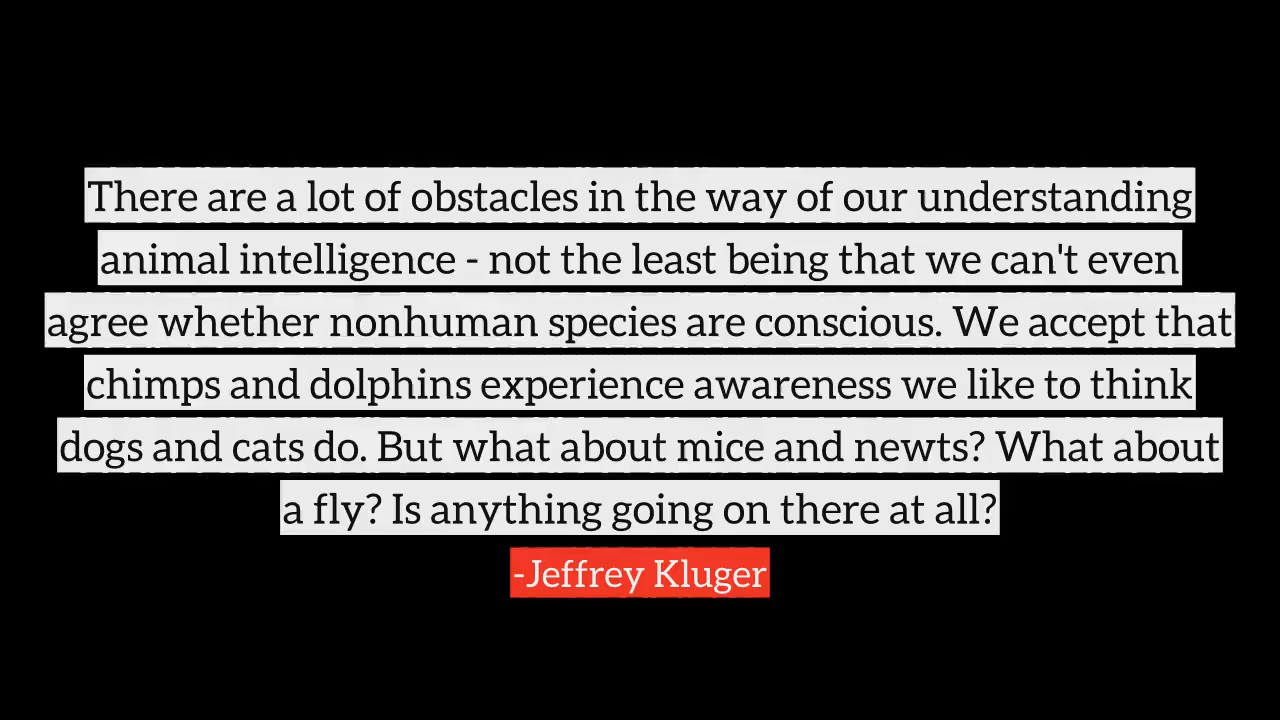 There are a lot of obstacles in the way of our understanding
animal intelligence - not the least being that we can't even
agree whether nonhuman species are conscious. We accept that
chimps and dolphins experience awareness we like to think
dogs and cats do. But what about mice and newts? What about
a fly? Is anything going on there at all?
-Jeffrey Kluger